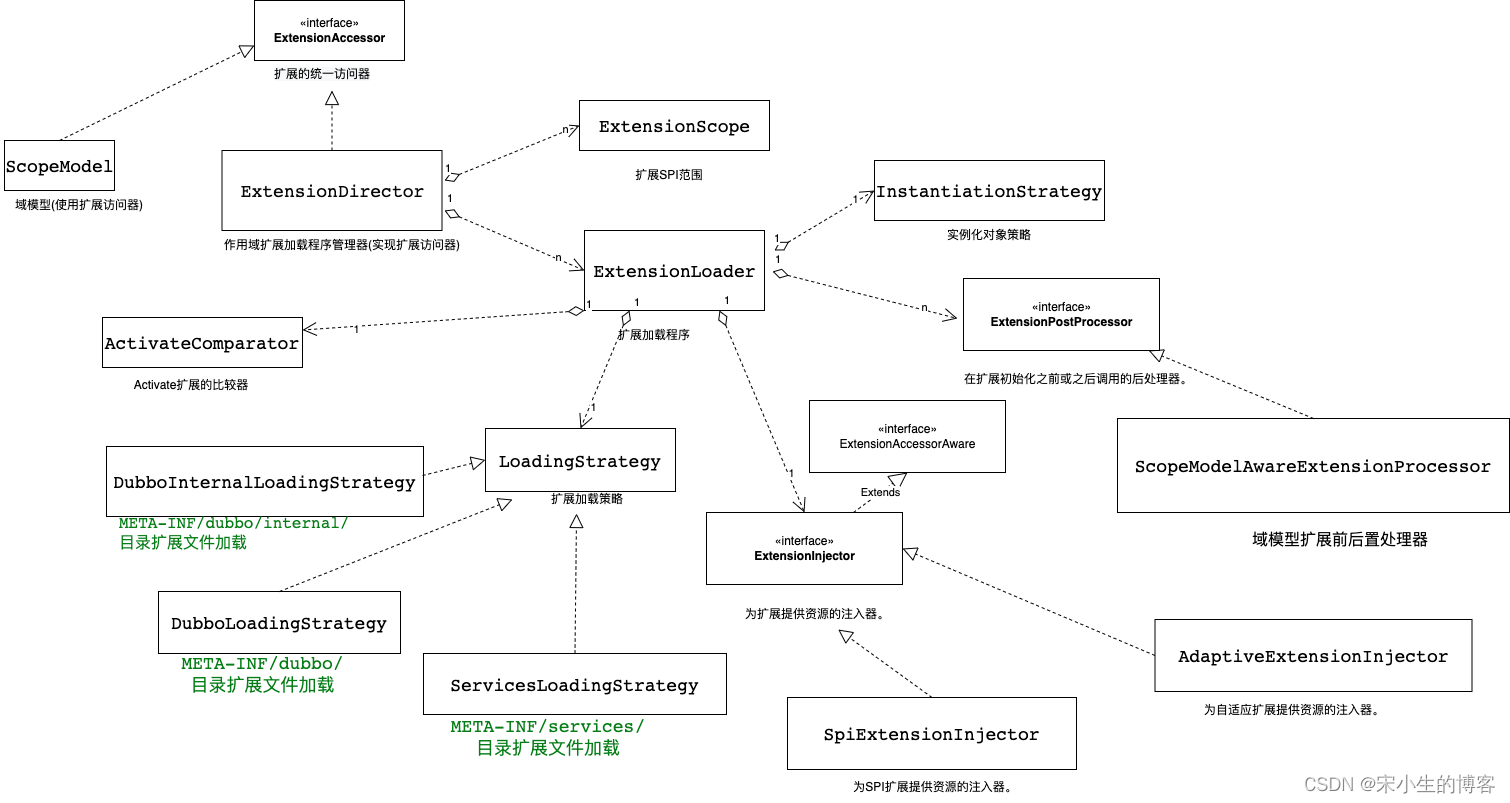 «interface»
ExtensionAccessor
扩展的统一访问器
ScopeModel
域模型(使用扩展访问器)
ExtensionDirector
作用域扩展加载程序管理器(实现扩展访问器)
1
n
ExtensionScope
扩展SPI范围
1
n
ExtensionLoader
扩展加载程序
1
1
InstantiationStrategy
实例化对象策略
1
n
«interface»
ExtensionPostProcessor
在扩展初始化之前或之后调用的后处理器。
1
1
ActivateComparator
Activate扩展的比较器
1
1
1
1
ScopeModelAwareExtensionProcessor
域模型扩展前后置处理器
«interface»
ExtensionAccessorAware
Extends
LoadingStrategy
扩展加载策略
DubboInternalLoadingStrategy
META-INF/dubbo/internal/
目录扩展文件加载
«interface»
ExtensionInjector
为扩展提供资源的注入器。
DubboLoadingStrategy
META-INF/dubbo/
目录扩展文件加载
ServicesLoadingStrategy
META-INF/services/
目录扩展文件加载
AdaptiveExtensionInjector
为自适应扩展提供资源的注入器。
SpiExtensionInjector
为SPI扩展提供资源的注入器。
CSDN @宋小生的博客